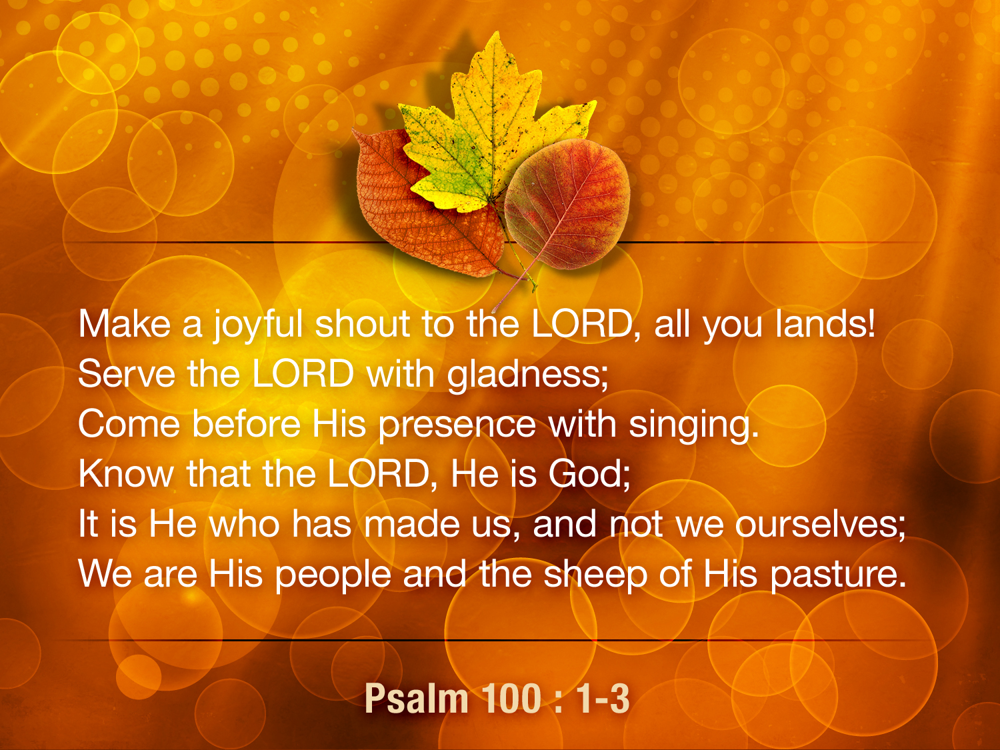 Make a joyful shout to the LORD, all you lands!
Serve the LORD with gladness;
Come before His presence with singing.
Know that the LORD, He is God;
It is He who has made us, and not we ourselves;
We are His people and the sheep of His pasture.
Psalm 100 : 1-3